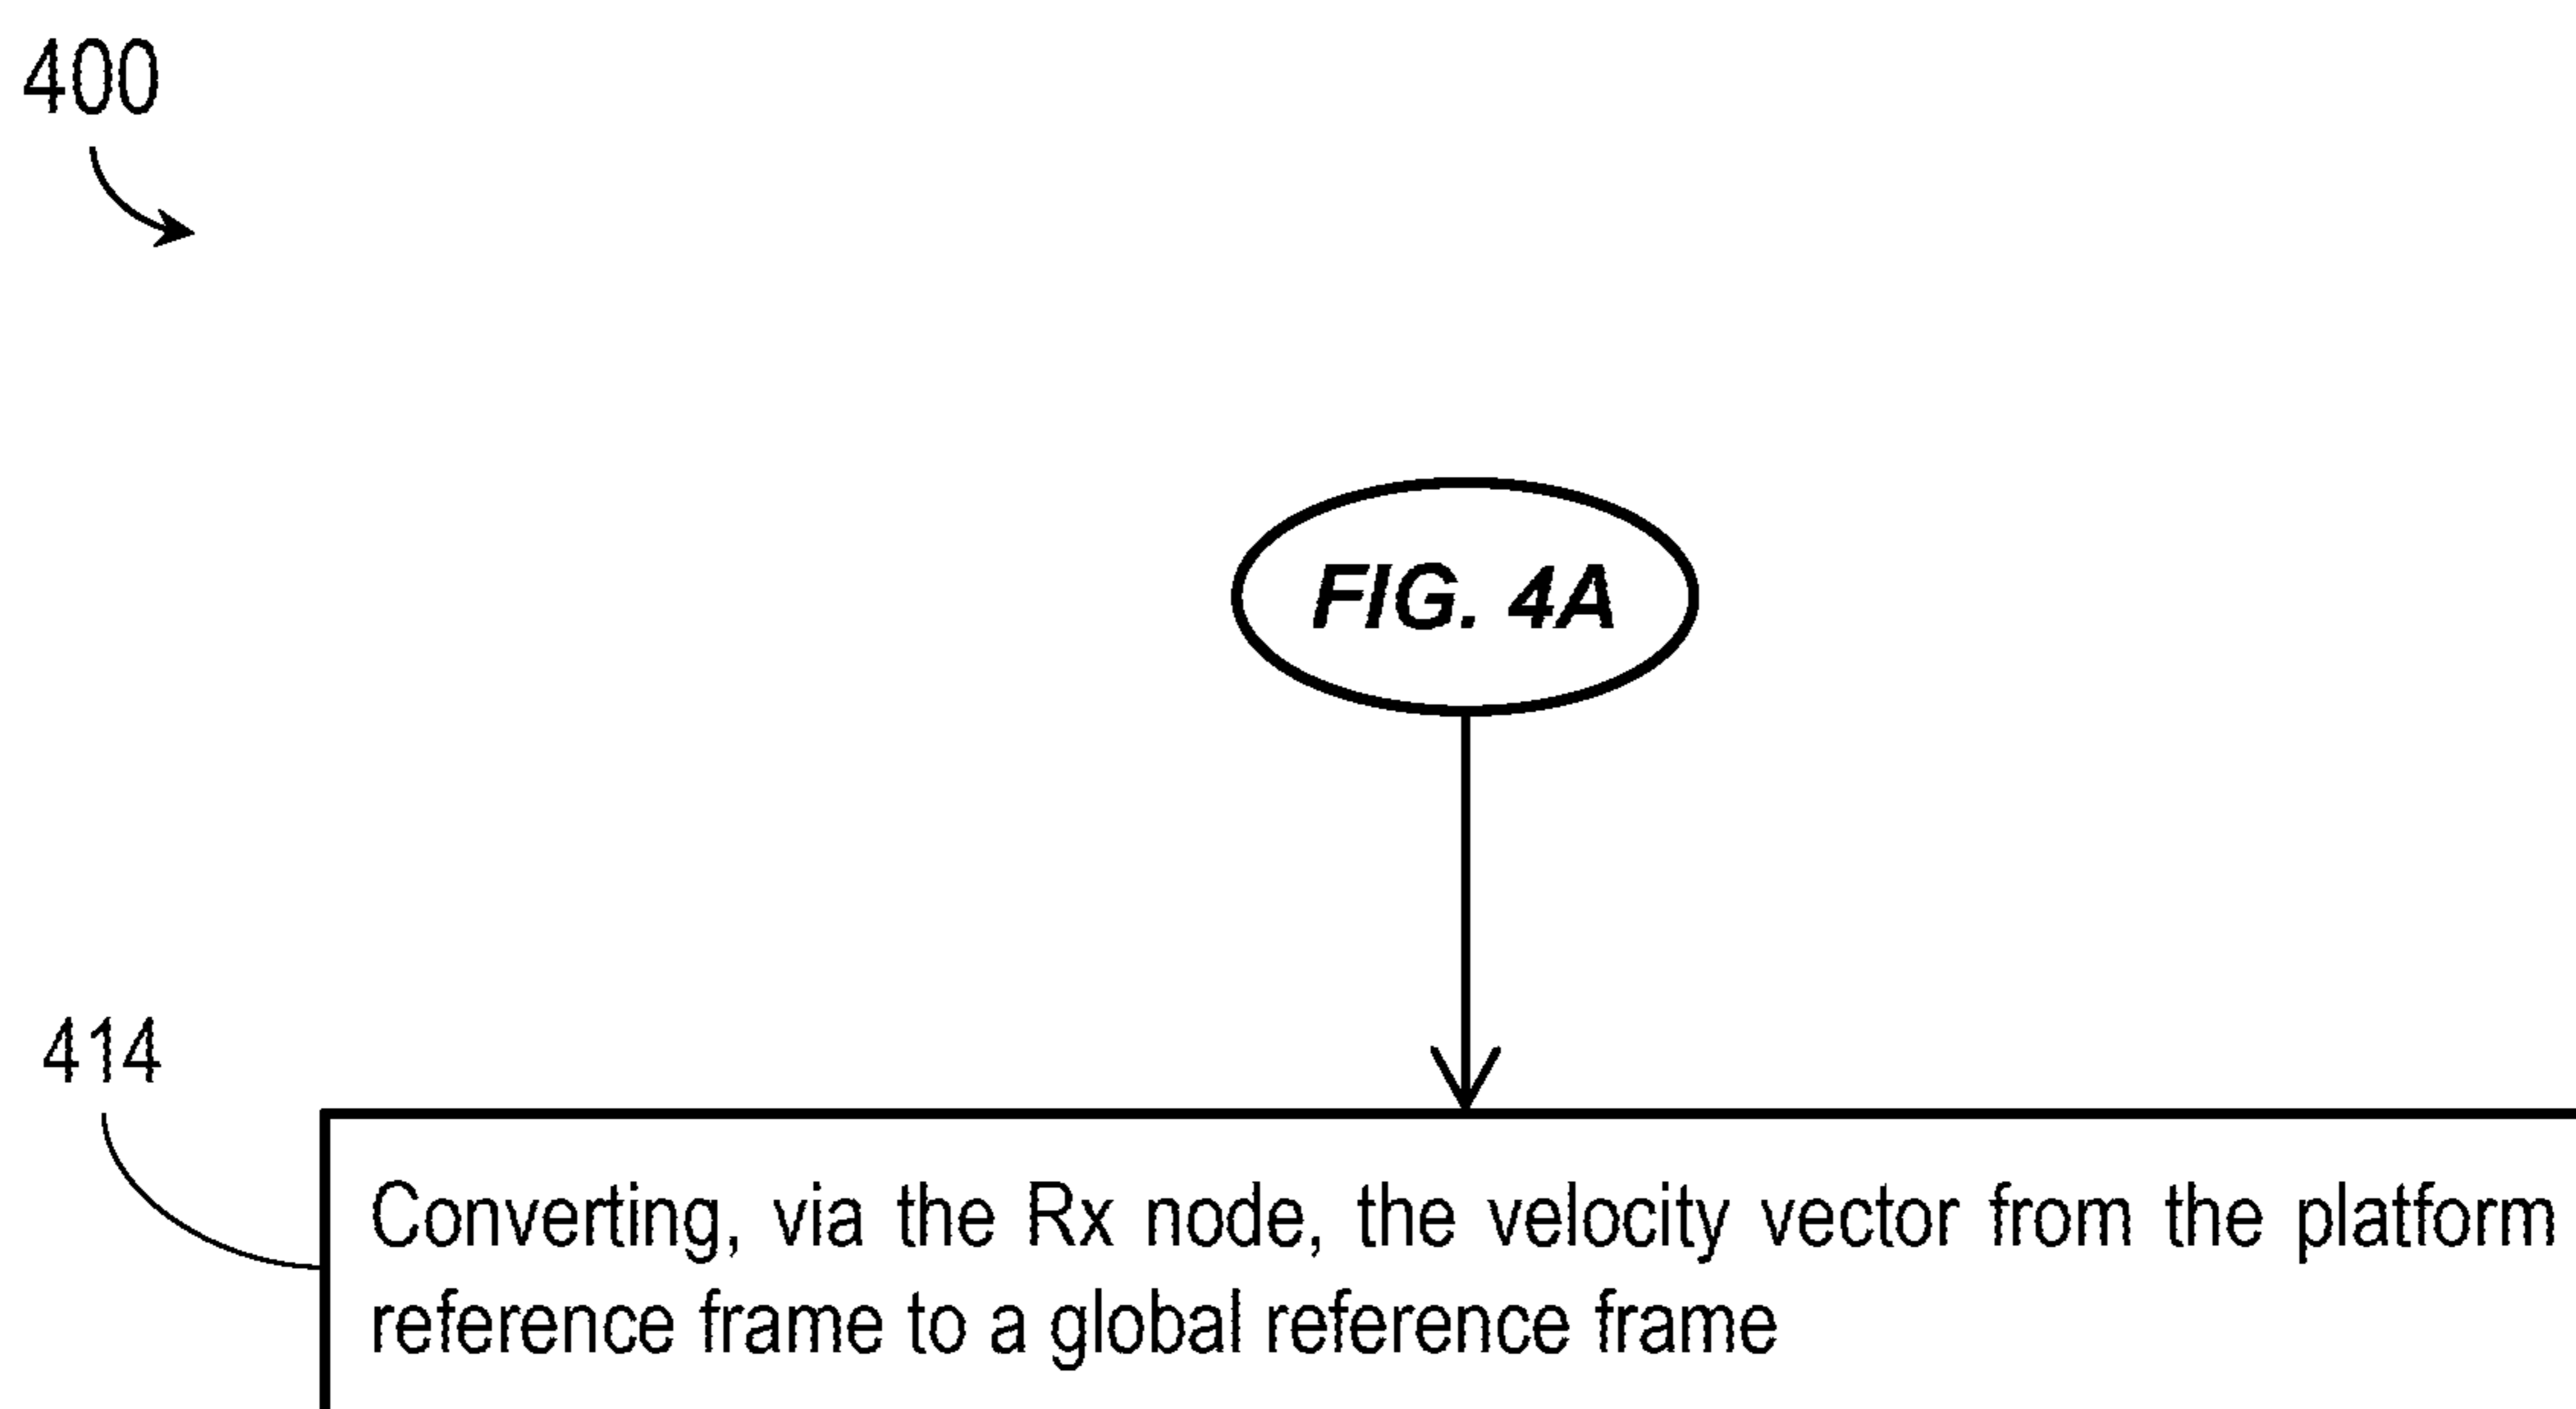 400
FIG. 4A
414
Converting, via the Rx node, the velocity vector from the platform
reference frame to a global reference frame